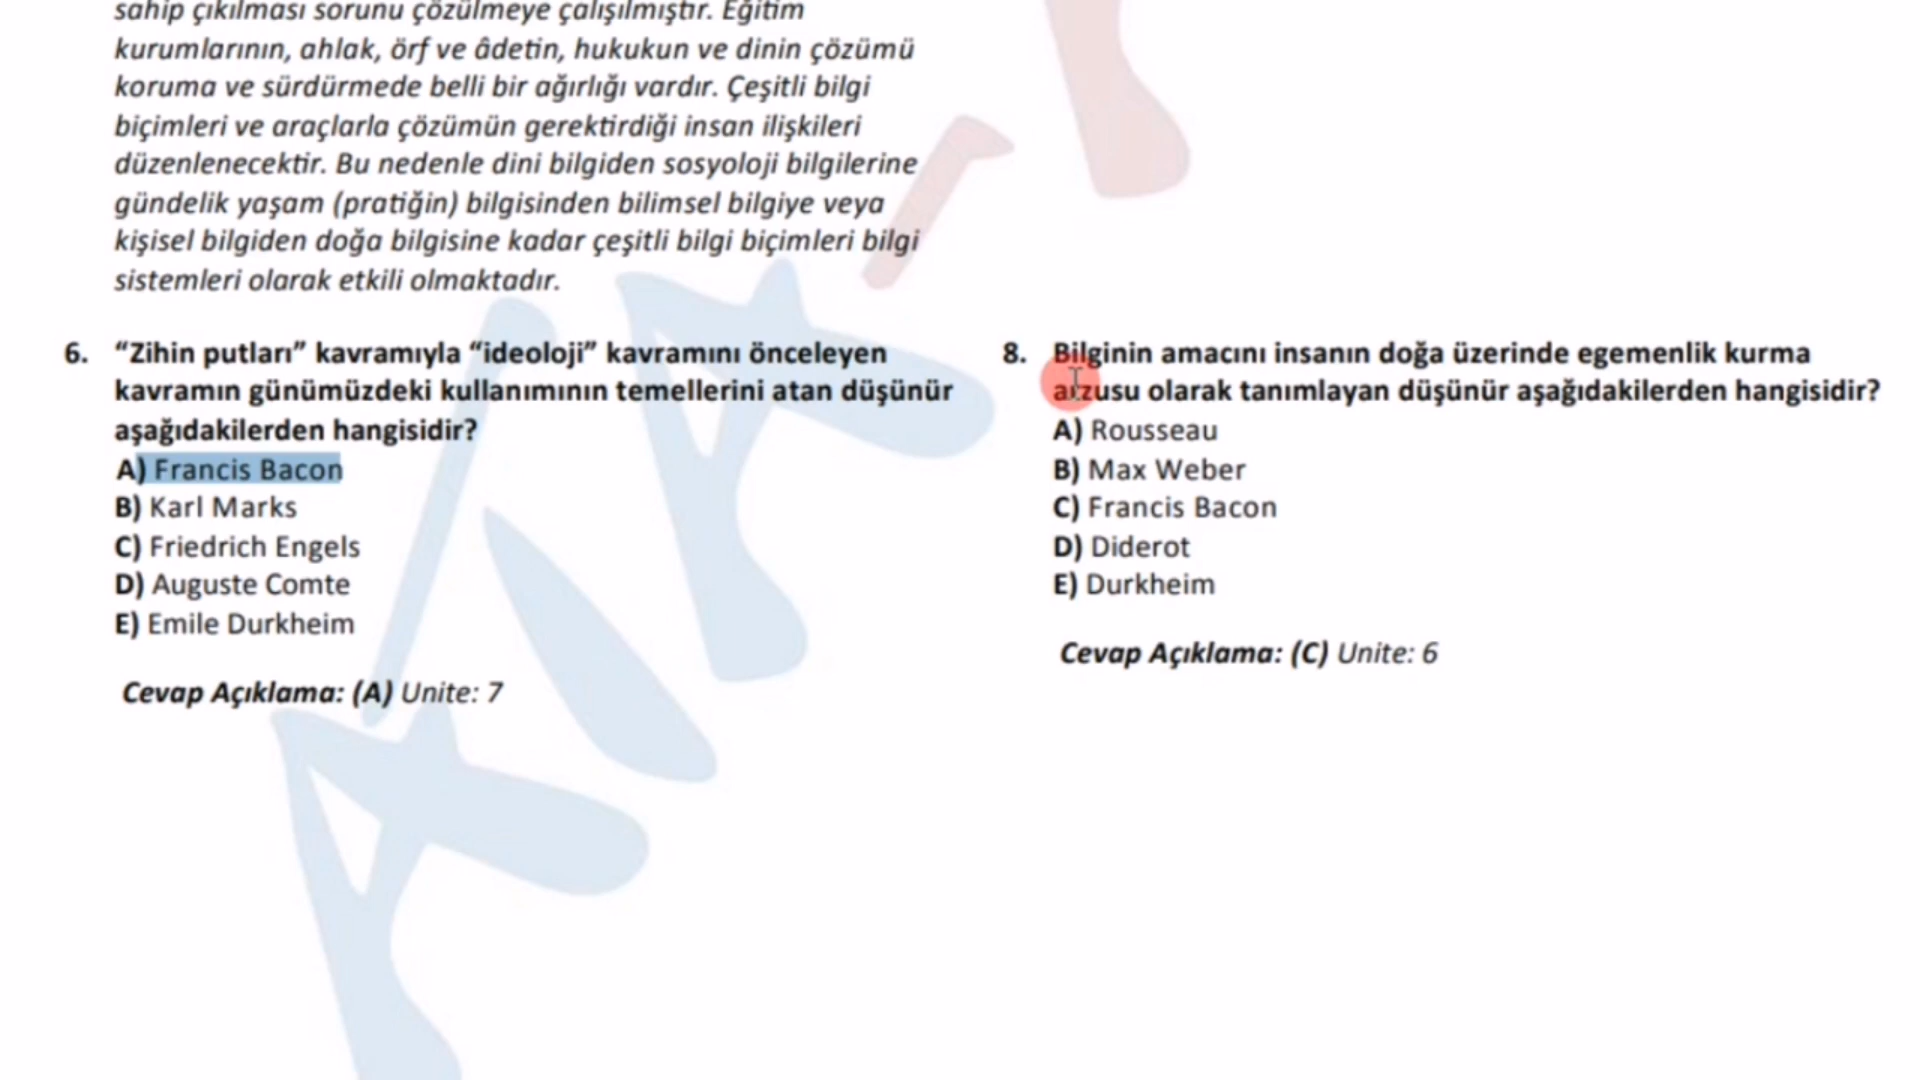 sahip çıkılması sorunu çözülmeye çalışılmıştır. Eğitim
kurumlarının, ahlak, örf ve âdetin, hukukun ve dinin çözümü
koruma ve sürdürmede belli bir ağırlığı vardır. Çeşitli bilgi
biçimleri ve araçlarla çözümün gerektirdiği insan ilişkileri
düzenlenecektir. Bu nedenle dini bilgiden sosyoloji bilgilerine
gündelik yaşam (pratiğin) bilgisinden bilimsel bilgiye veya
kişisel bilgiden doğa bilgisine kadar çeşitli bilgi biçimleri bilgi
sistemleri olarak etkili olmaktadır.
6. “Zihin putları” kavramıyla “ideoloji” kavramını önceleyen
kavramın günümüzdeki kullanımının temellerini atan düşünür
aşağıdakilerden hangisidir?
A) Francis Bacon
B) Karl Marks
C) Friedrich Engels
D) Auguste Comte
E) Emile Durkheim
Cevap Açıklama: (A) Unite: 7
8. Bilginin amacını insanın doğa üzerinde egemenlik kurma
arzusu olarak tanımlayan düşünür aşağıdakilerden hangisidir?
A) Rousseau
B) Max Weber
C) Francis Bacon
D) Diderot
E) Durkheim
Cevap Açıklama: (C) Unite: 6